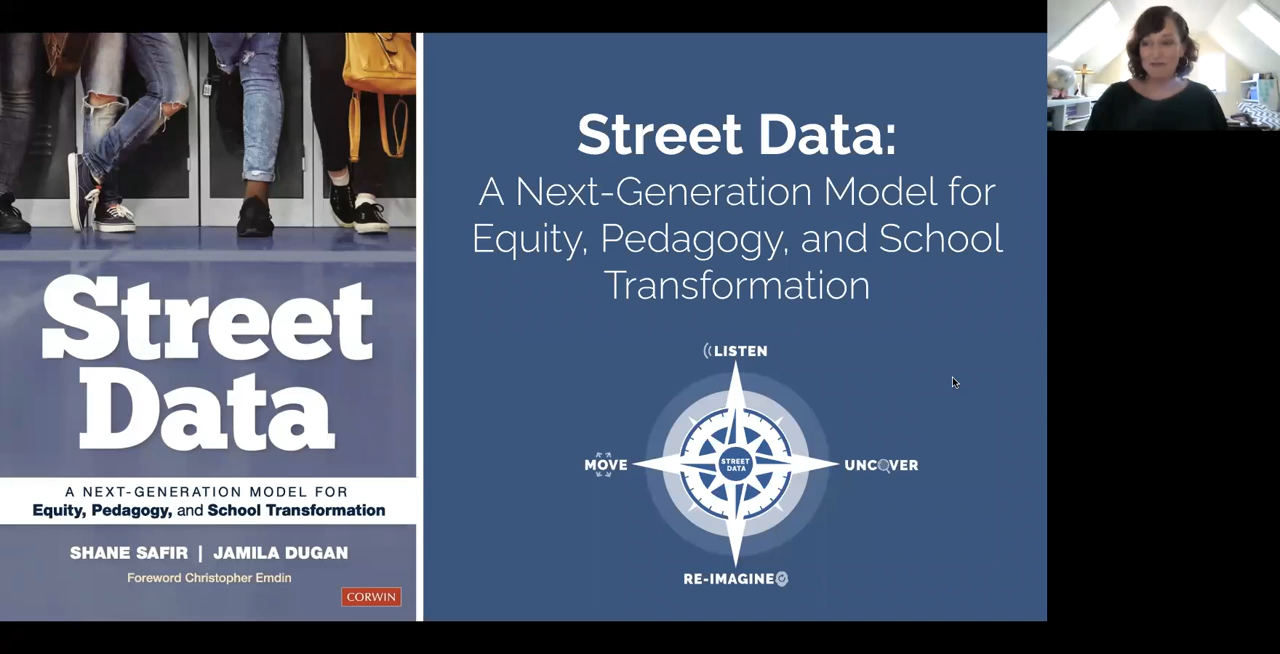 Street
Data
A NEXT-GENERATION MODEL FOR
Equity, Pedagogy, and School Transformation
SHANE SAFIR | JAMILA DUGAN
Foreword Christopher Emdin
CORWIN
Street Data:
A Next-Generation Model for
Equity, Pedagogy, and School
Transformation
LISTEN
MOVE
STREET
DATA
UNCOVER
RE-IMAGINE